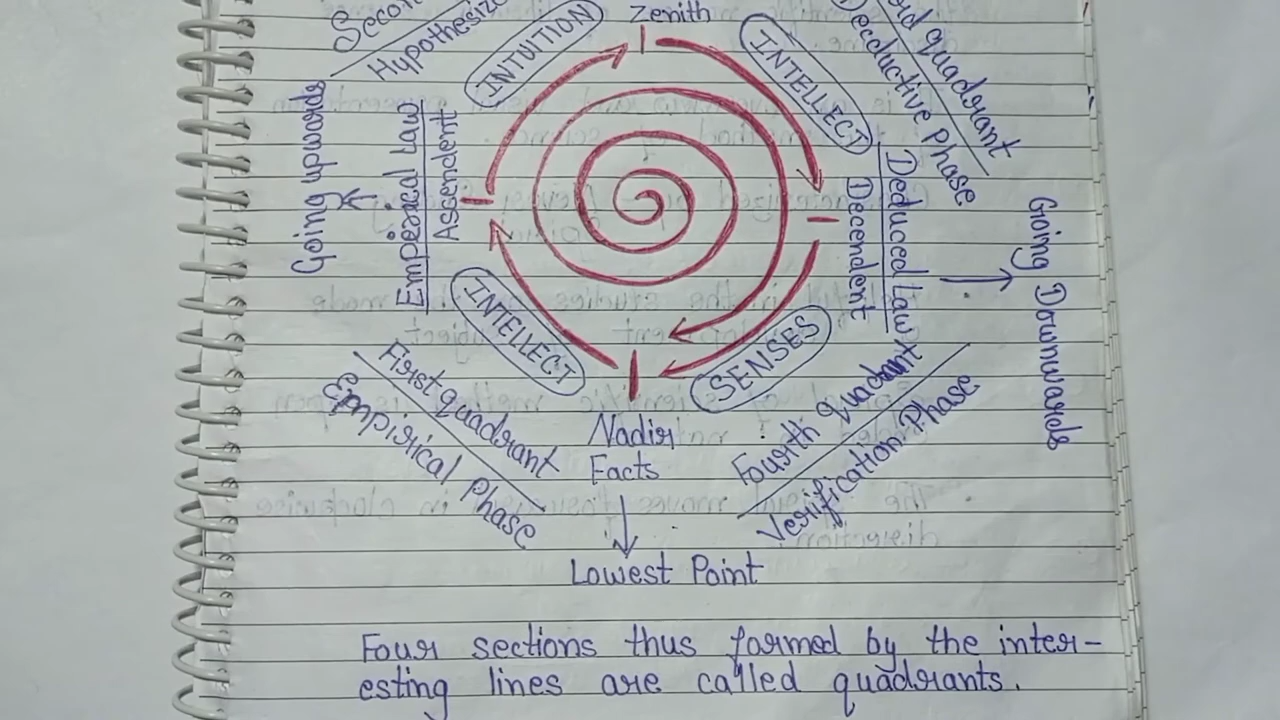 Zenith
INTUITION
INTELLECT
Hypothesize
quadrant
Deductive Phase
Going upwards
Empirical Law
Ascendent
Decendent
Deduced Law
Going Downwards
INTELLECT
SENSES
First quadrant
Empirical Phase
Nadir
Facts
Fourth Quadrant
Verification Phase
Lowest Point
Four sections thus formed by the inter-
esting lines are called quadrants.